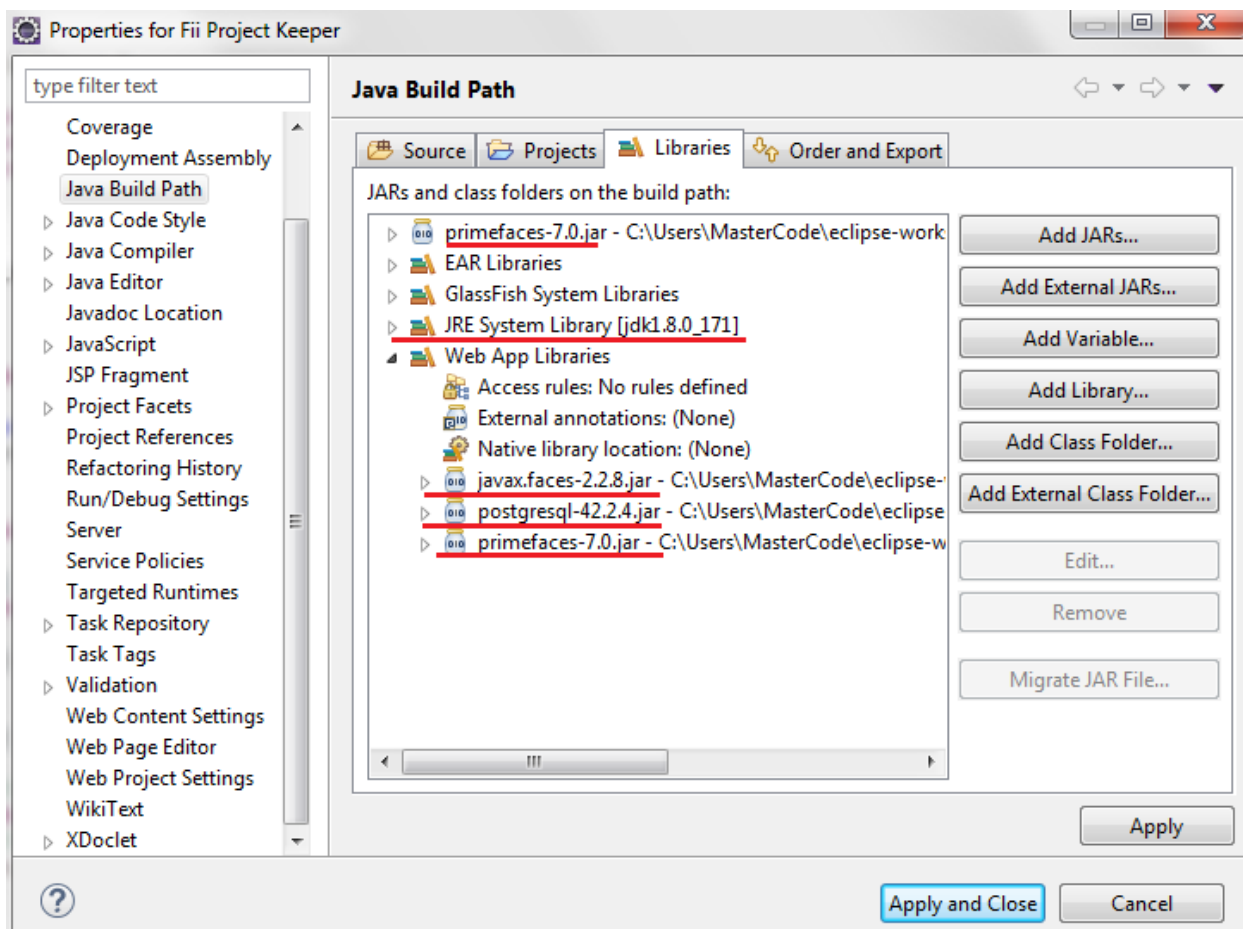 Properties for Fii Project Keeper
type filter text
Coverage
Deployment Assembly
Java Build Path
Java Code Style
Java Compiler
Java Editor
Javadoc Location
JavaScript
JSP Fragment
Project Facets
Project References
Refactoring History
Run/Debug Settings
Server
Service Policies
Targeted Runtimes
Task Repository
Task Tags
Validation
Web Content Settings
Web Page Editor
Web Project Settings
WikiText
XDoclet
Java Build Path
Source Projects Libraries Order and Export
JARs and class folders on the build path:
primefaces-7.0.jar - C:\Users\MasterCode\eclipse-work
EAR Libraries
GlassFish System Libraries
JRE System Library [jdk1.8.0_171]
Web App Libraries
Access rules: No rules defined
External annotations: (None)
Native library location: (None)
javax.faces-2.2.8.jar - C:\Users\MasterCode\eclipse-
postgresql-42.2.4.jar - C:\Users\MasterCode\eclipse
primefaces-7.0.jar - C:\Users\MasterCode\eclipse-w
Add JARs...
Add External JARs...
Add Variable...
Add Library...
Add Class Folder...
Add External Class Folder...
Edit...
Remove
Migrate JAR File...
Apply
Apply and Close
Cancel